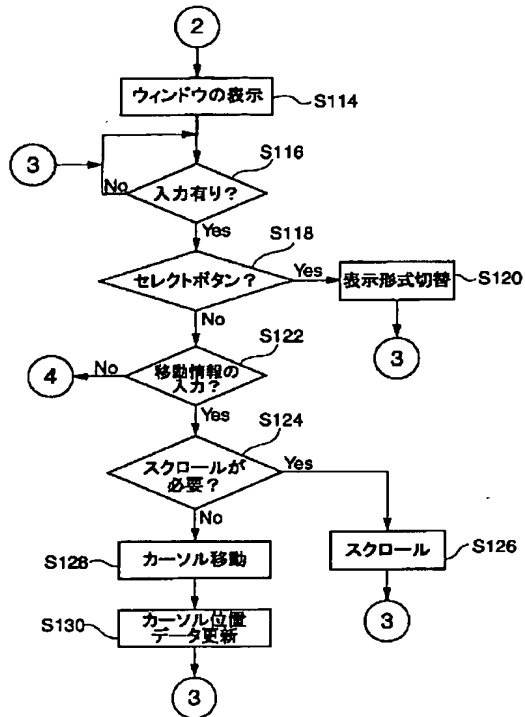 2
ウィンドウの表示
S114
3
S116
No
入力有り?
Yes
S118
セレクトボタン?
Yes
表示形式切替
S120
No
3
S122
4
No
移動情報の
入力?
Yes
S124
スクロールが
必要?
Yes
No
S128
カーソル移動
スクロール
S126
S130
カーソル位置
データ更新
3
3